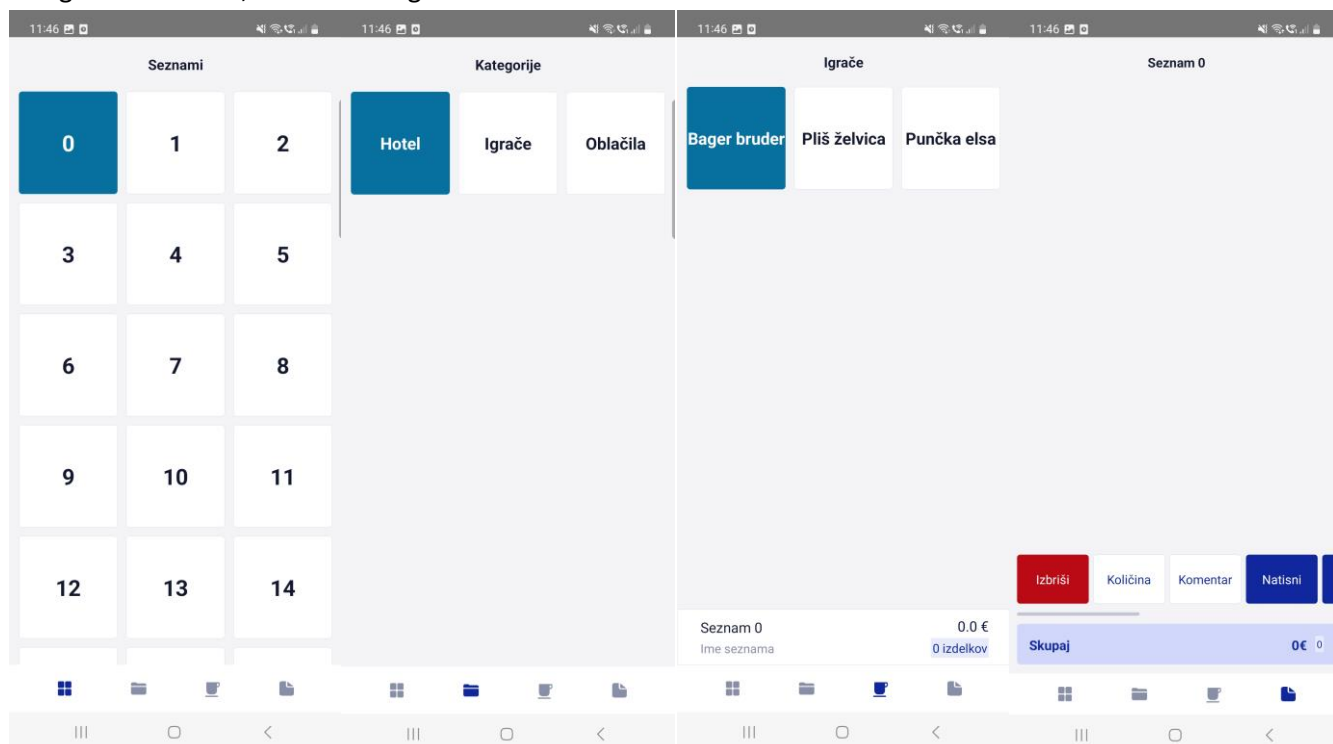 11:46
Seznami
0 1 2
3 4 5
6 7 8
9 10 11
12 13 14
11:46
Kategorije
Hotel Igrače Oblačila
11:46
Igrače
Bager bruder Pliš želvica Punčka elsa
Seznam 0 0.0 €
Ime seznama 0 izdelkov
11:46
Seznam 0
Izbriši Količina Komentar Natisni
Skupaj 0€ 0